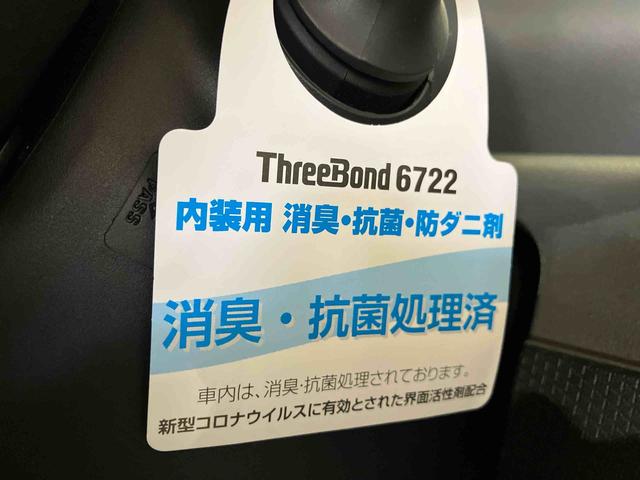 ThreeBond 6722
内装用 消臭・抗菌・防ダニ剤
消臭・抗菌処理済
車内は、消臭・抗菌処理されております。
新型コロナウイルスに有効とされた界面活性剤配合
PASS